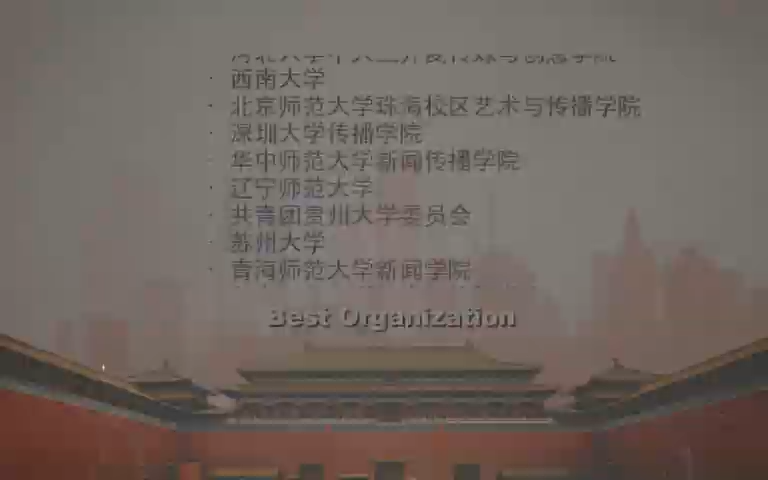 · 西南大学
· 北京师范大学珠海校区艺术与传播学院
· 深圳大学传播学院
· 华中师范大学新闻传播学院
· 辽宁师范大学
· 共青团贵州大学委员会
· 苏州大学
· 青海师范大学新闻学院
Best Organization